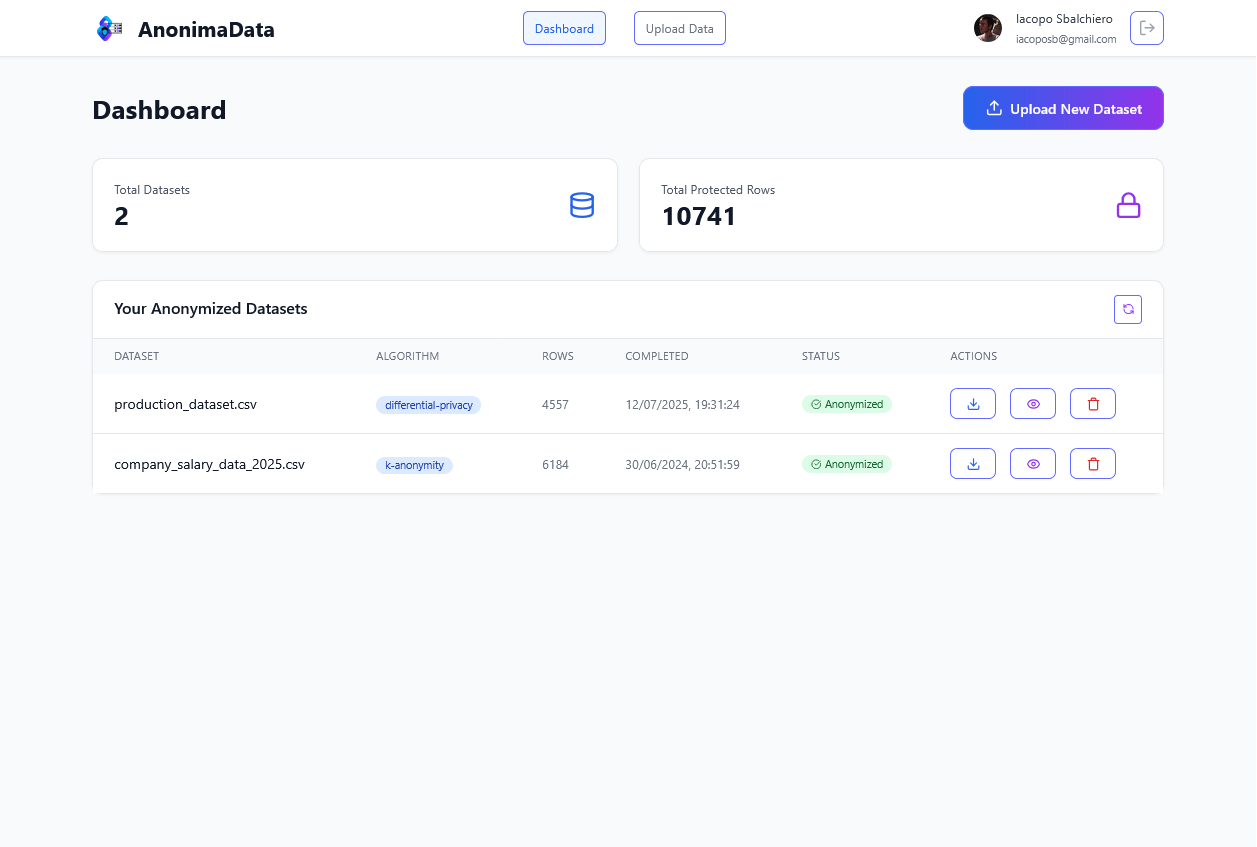 AnonimaData
Dashboard
Upload Data
Iacopo Sbalchiero
iacoposb@gmail.com
Dashboard
Upload New Dataset
Total Datasets
2
Total Protected Rows
10741
Your Anonymized Datasets
DATASET ALGORITHM ROWS COMPLETED STATUS ACTIONS
production_dataset.csv differential-privacy 4557 12/07/2025, 19:31:24 Anonymized
company_salary_data_2025.csv k-anonymity 6184 30/06/2024, 20:51:59 Anonymized